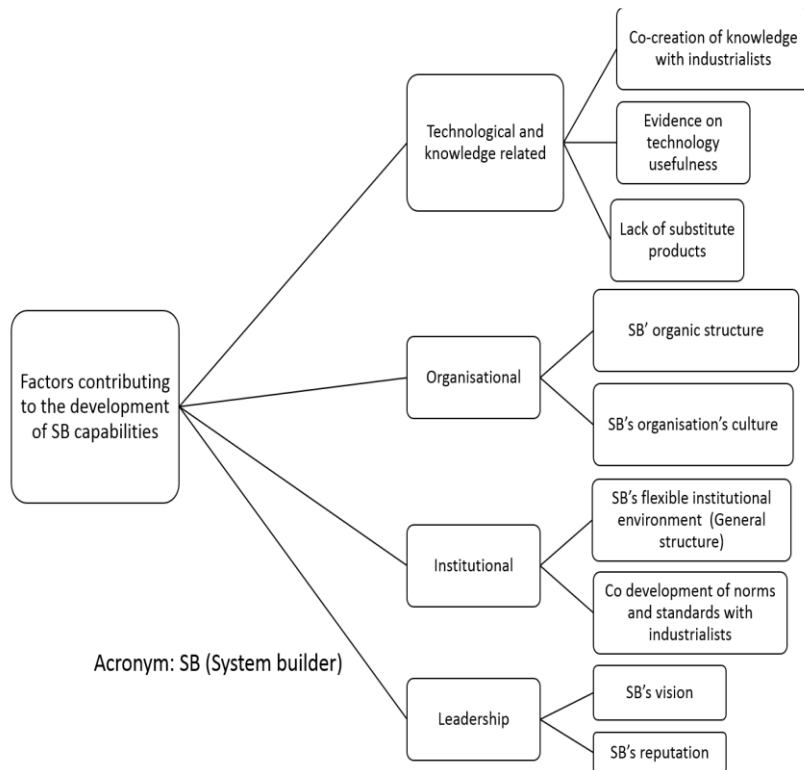 Co-creation of knowledge
with industrialists
Technological and
knowledge related
Evidence on
technology
usefulness
Lack of substitute
products
Factors contributing
to the development
of SB capabilities
Organisational
SB' organic structure
SB's organisation's culture
Institutional
SB's flexible institutional
environment (General
structure)
Co development of norms
and standards with
industrialists
Acronym: SB (System builder)
Leadership
SB's vision
SB's reputation